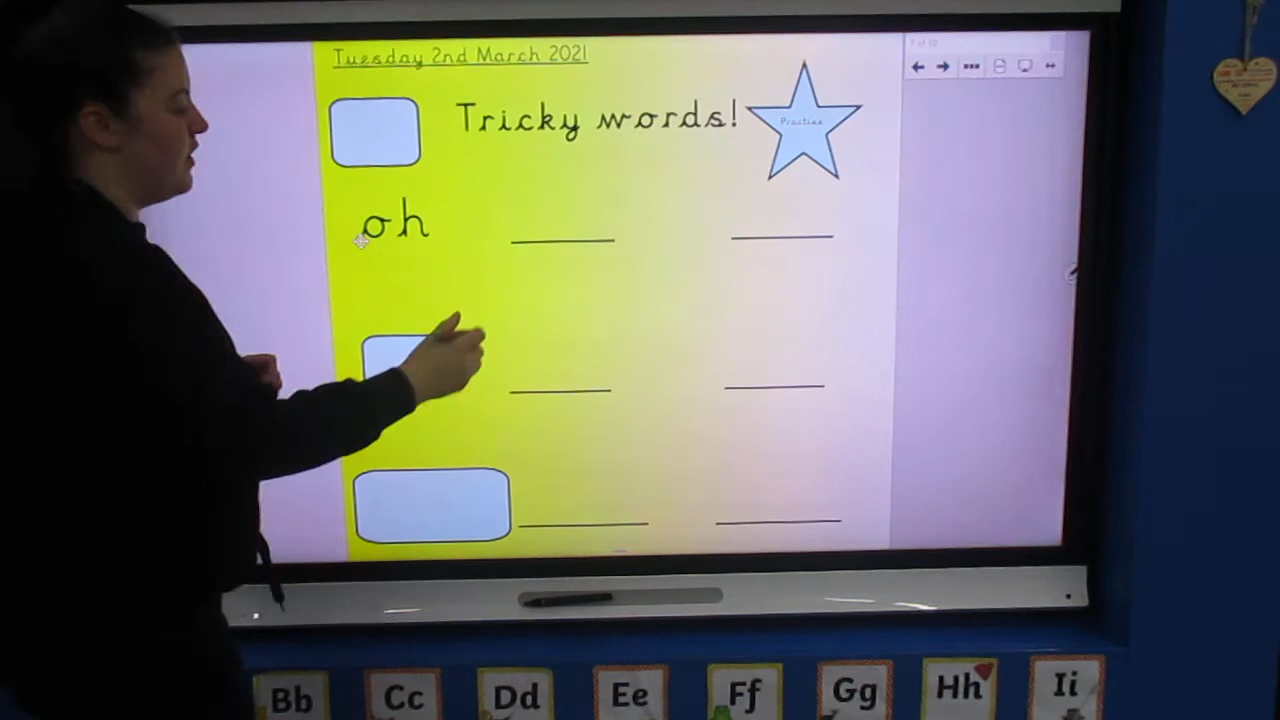 Tuesday 2nd March 2021
Tricky words!
Practise
oh
Bb Cc Dd Ee Ff Gg Hh Ii